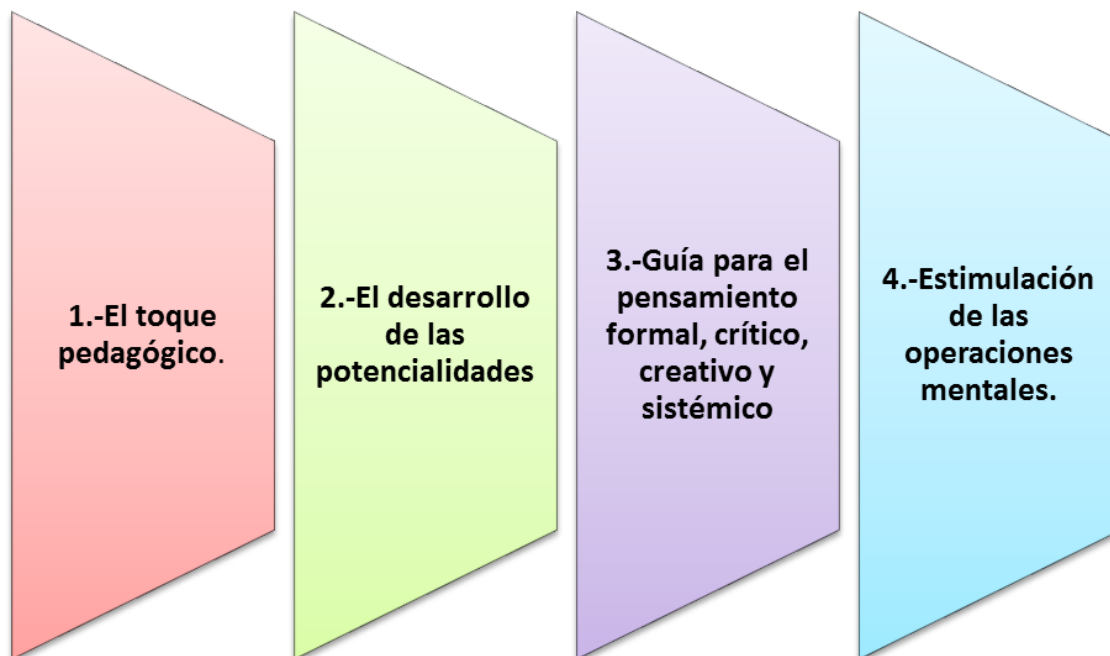 1.-El toque
pedagógico.
2.-El desarrollo
de las
potencialidades
3.-Guía para el
pensamiento
formal, crítico,
creativo y
sistémico
4.-Estimulación
de las
operaciones
mentales.